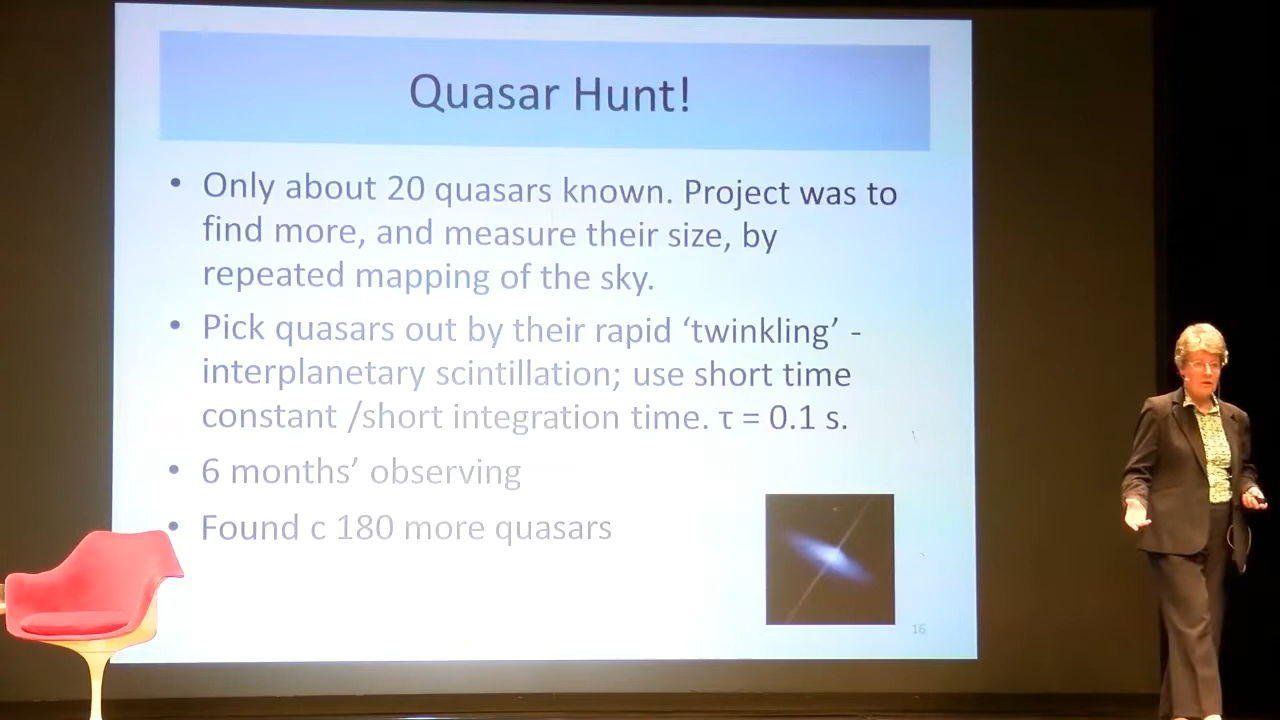 Quasar Hunt!
• Only about 20 quasars known. Project was to
find more, and measure their size, by
repeated mapping of the sky.
• Pick quasars out by their rapid ‘twinkling’ -
interplanetary scintillation; use short time
constant /short integration time. τ = 0.1 s.
• 6 months’ observing
• Found c 180 more quasars
16